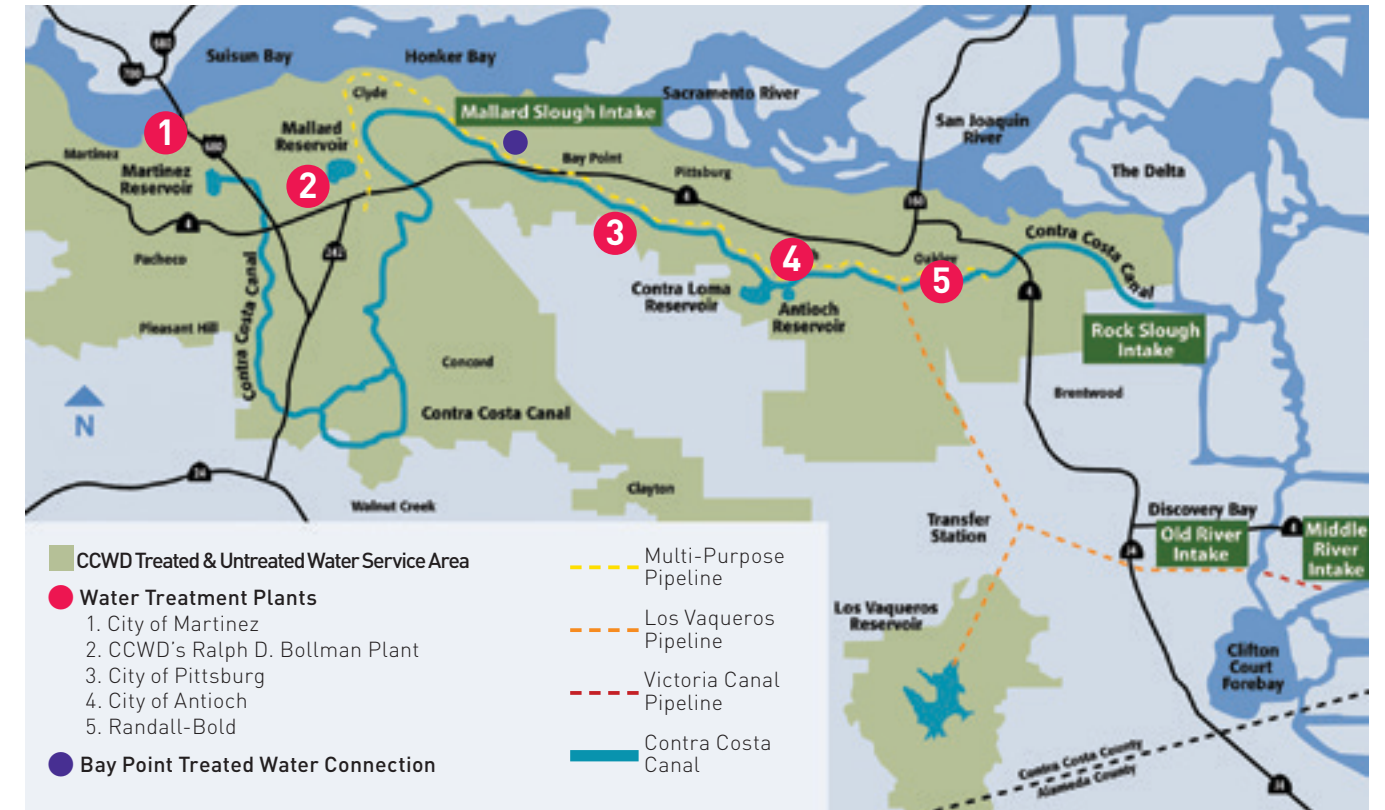 680
780
Suisun Bay
Honker Bay
Clyde
Mallard Slough Intake
Sacramento River
San Joaquin
River
The Delta
1
680
Mallard
Reservoir
Martinez
Martinez
Reservoir
2
Bay Point
Pittsburg
4
160
4
242
3
4
5
Oakley
Contra Costa Canal
Pacheco
Contra Loma
Reservoir
Antioch
Reservoir
4
Rock Slough
Intake
Pleasant Hill
Contra Costa Canal
Concord
Contra Costa Canal
Brentwood
N
24
Walnut Creek
Clayton
Transfer
Station
Discovery Bay
4
Old River
Intake
Middle
River
Intake
Los Vaqueros
Reservoir
Clifton
Court
Forebay
Contra Costa County
Alameda County
CCWD Treated & Untreated Water Service Area
Water Treatment Plants
1. City of Martinez
2. CCWD's Ralph D. Bollman Plant
3. City of Pittsburg
4. City of Antioch
5. Randall-Bold
Bay Point Treated Water Connection
Multi-Purpose
Pipeline
Los Vaqueros
Pipeline
Victoria Canal
Pipeline
Contra Costa
Canal